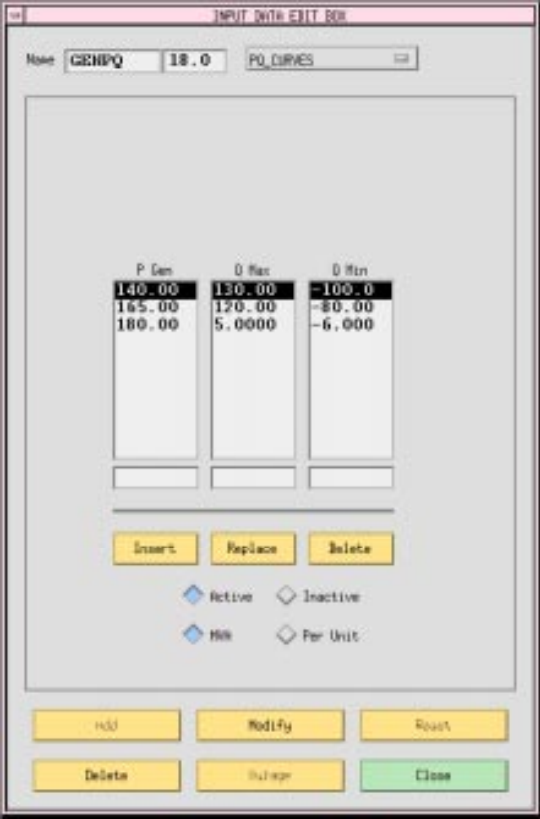 INPUT DATA EDIT BOX
Name GENPQ 18.0 PQ_CURVES
P Gen Q Max Q Min
140.00 130.00 -100.0
165.00 120.00 -80.00
180.00 5.0000 -6.000
Insert Replace Delete
Active Inactive
MVA Per Unit
Add Modify Reset
Delete Outage Close